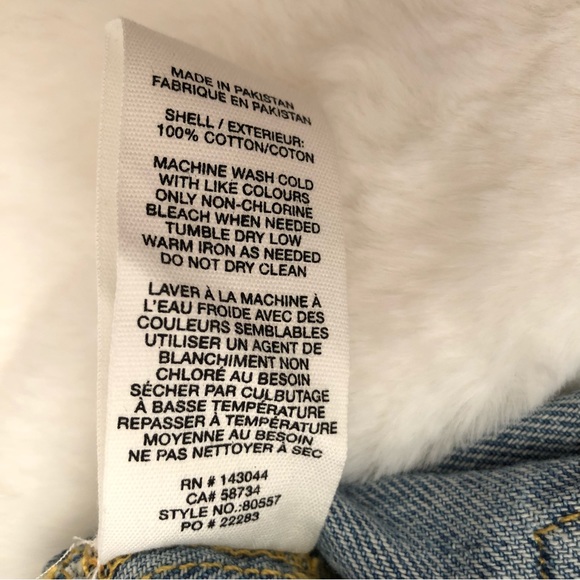 MADE IN PAKISTAN
FABRIQUE EN PAKISTAN
SHELL / EXTERIEUR:
100% COTTON/COTON
MACHINE WASH COLD
WITH LIKE COLOURS
ONLY NON-CHLORINE
BLEACH WHEN NEEDED
TUMBLE DRY LOW
WARM IRON AS NEEDED
DO NOT DRY CLEAN
LAVER À LA MACHINE À
L'EAU FROIDE AVEC DES
COULEURS SEMBLABLES
UTILISER UN AGENT DE
BLANCHIMENT NON
CHLORÉ AU BESOIN
SÉCHER PAR CULBUTAGE
À BASSE TEMPÉRATURE
REPASSER À TEMPÉRATURE
MOYENNE AU BESOIN
NE PAS NETTOYER À SEC
RN # 143044
CA# 58734
STYLE NO.:80557
PO # 22283